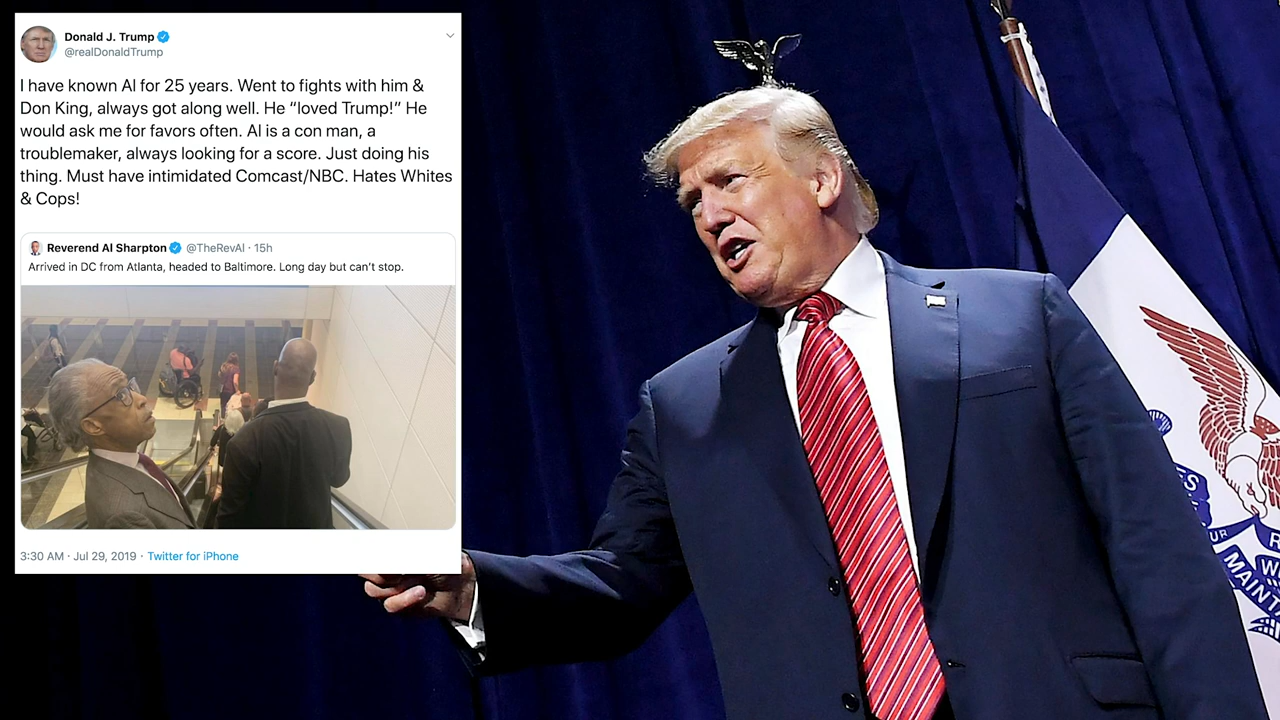 Donald J. Trump
@realDonaldTrump
I have known Al for 25 years. Went to fights with him &
Don King, always got along well. He “loved Trump!” He
would ask me for favors often. Al is a con man, a
troublemaker, always looking for a score. Just doing his
thing. Must have intimidated Comcast/NBC. Hates Whites
& Cops!
Reverend Al Sharpton @TheRevAl · 15h
Arrived in DC from Atlanta, headed to Baltimore. Long day but can’t stop.
3:30 AM · Jul 29, 2019 · Twitter for iPhone
ES
UR
R
W
MAINT